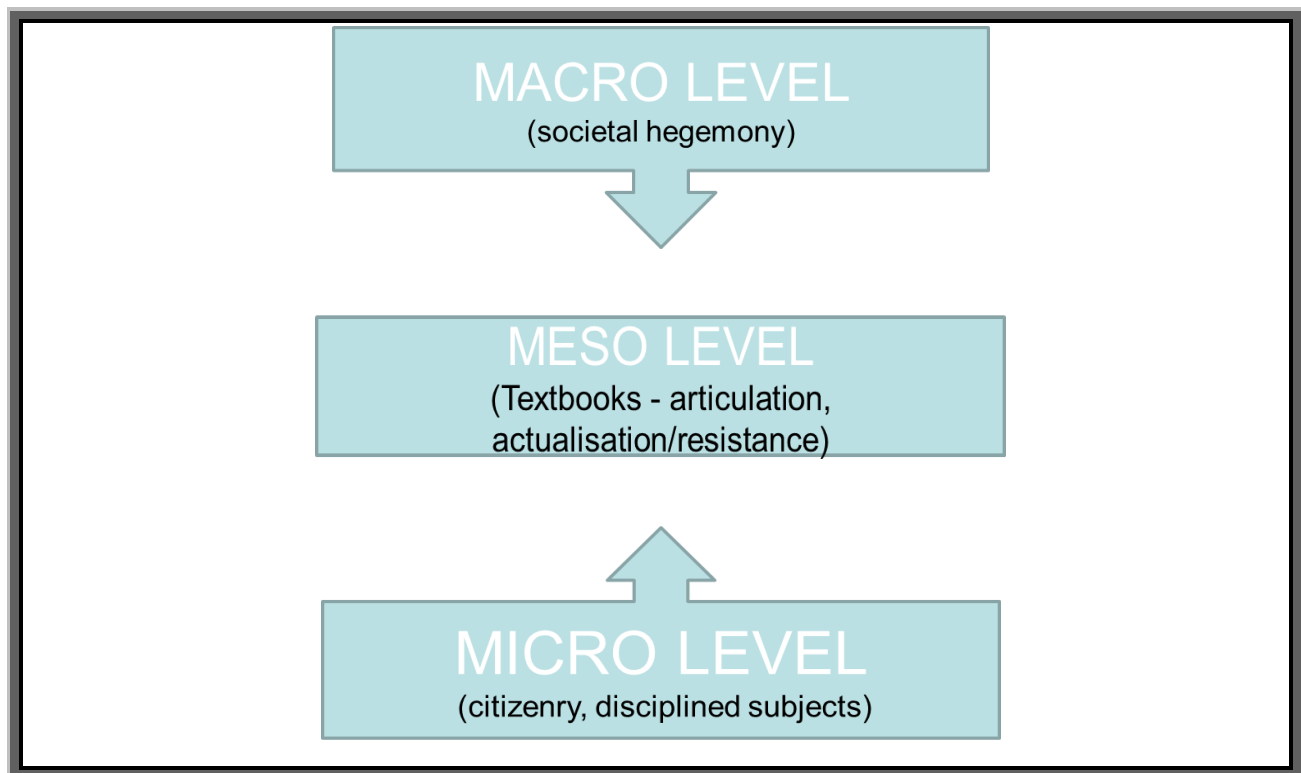 MACRO LEVEL
(societal hegemony)
MESO LEVEL
(Textbooks - articulation,
actualisation/resistance)
MICRO LEVEL
(citizenry, disciplined subjects)